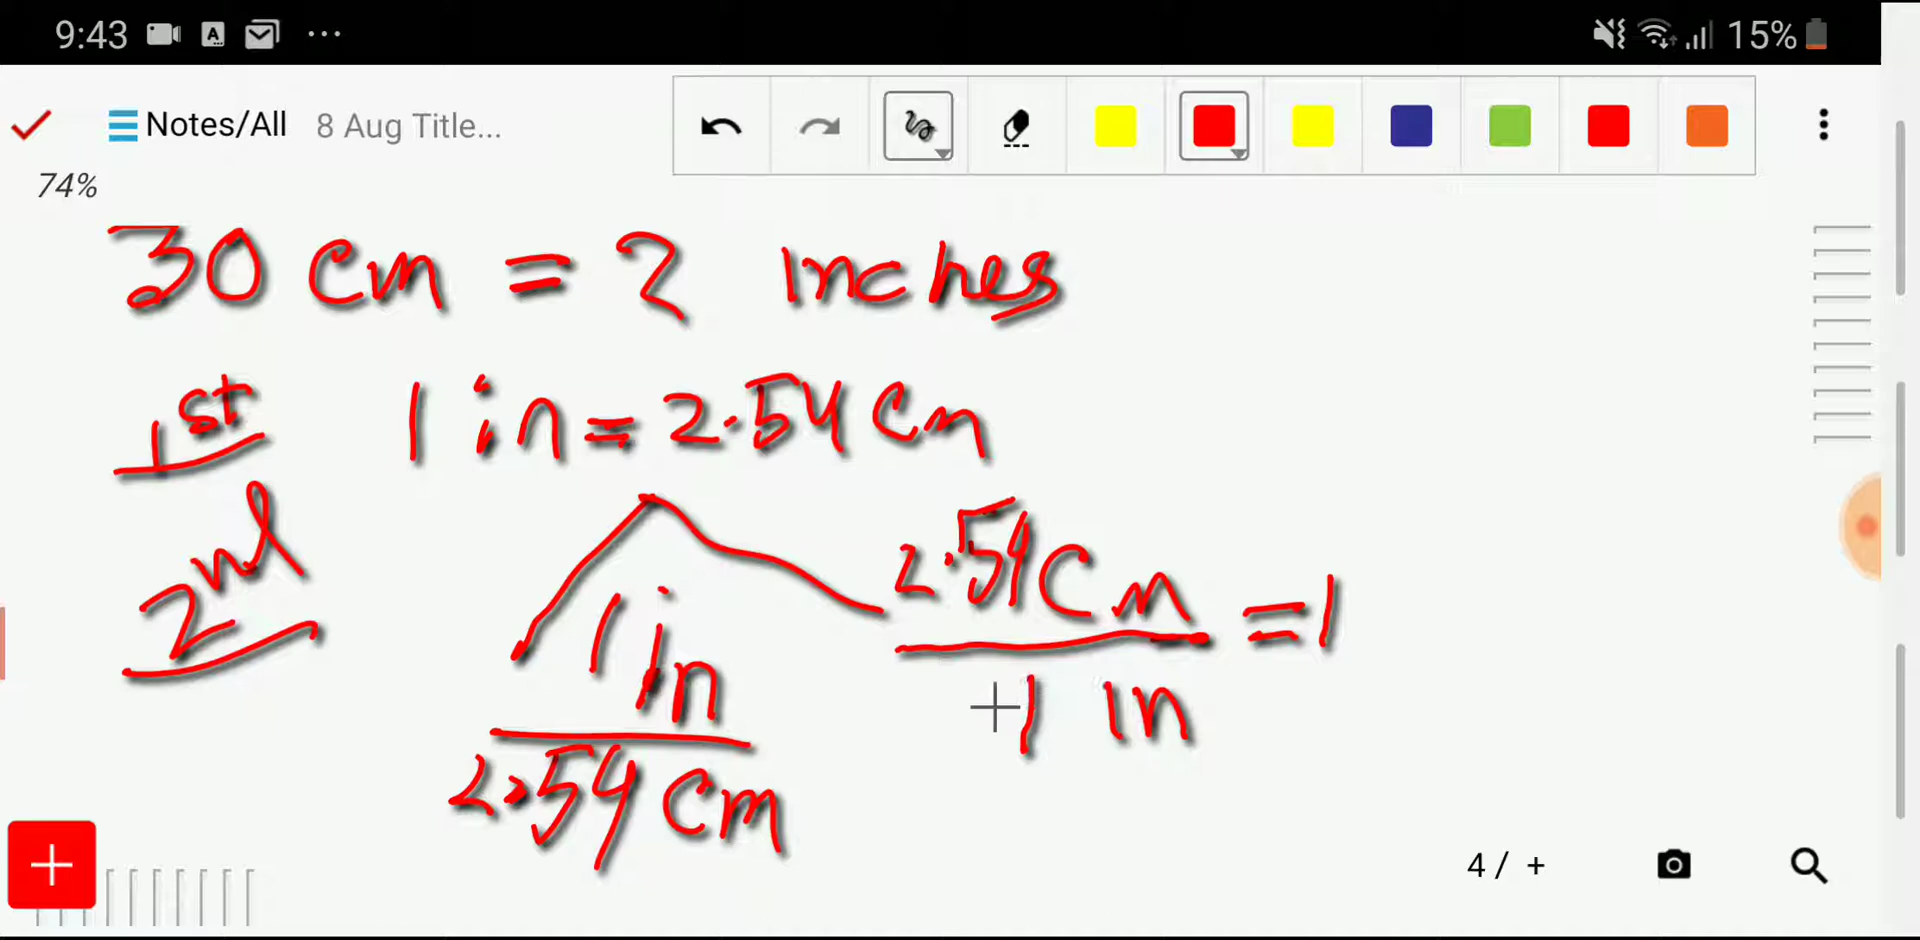 9:43 A... 15%
Notes/All 8 Aug Title...
74%
30 cm = ? inches
1st 1 in = 2.54 cm
2nd
2.54 cm = 1
1 in
1 in
2.54 cm
4 / +